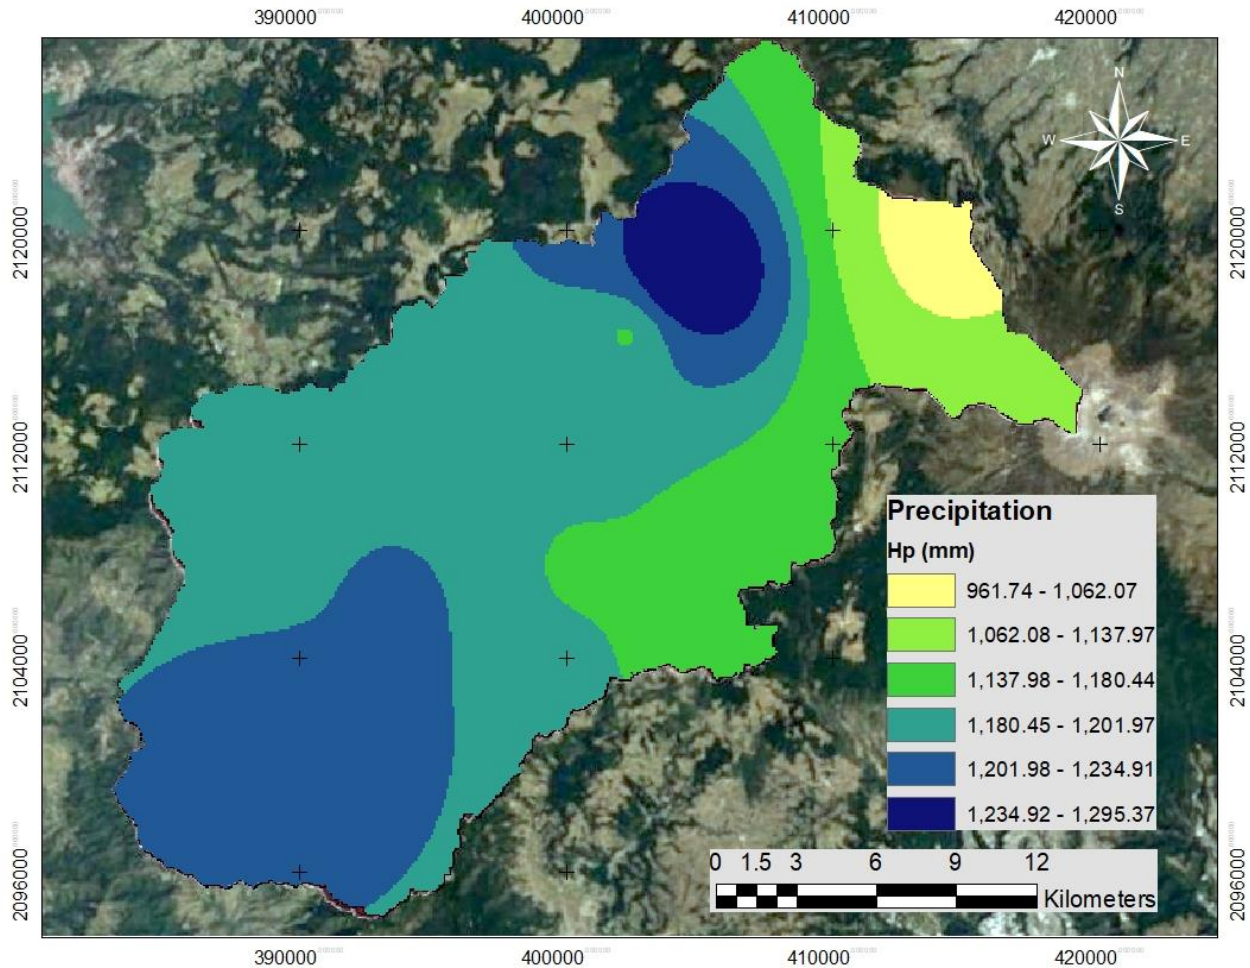 390000 400000 410000 420000
N
W E
S
2120000 2120000
2112000 2112000
Precipitation
Hp (mm)
961.74 - 1,062.07
1,062.08 - 1,137.97
1,137.98 - 1,180.44
1,180.45 - 1,201.97
1,201.98 - 1,234.91
1,234.92 - 1,295.37
2104000 2104000
0 1.5 3 6 9 12
Kilometers
2096000 2096000
390000 400000 410000 420000